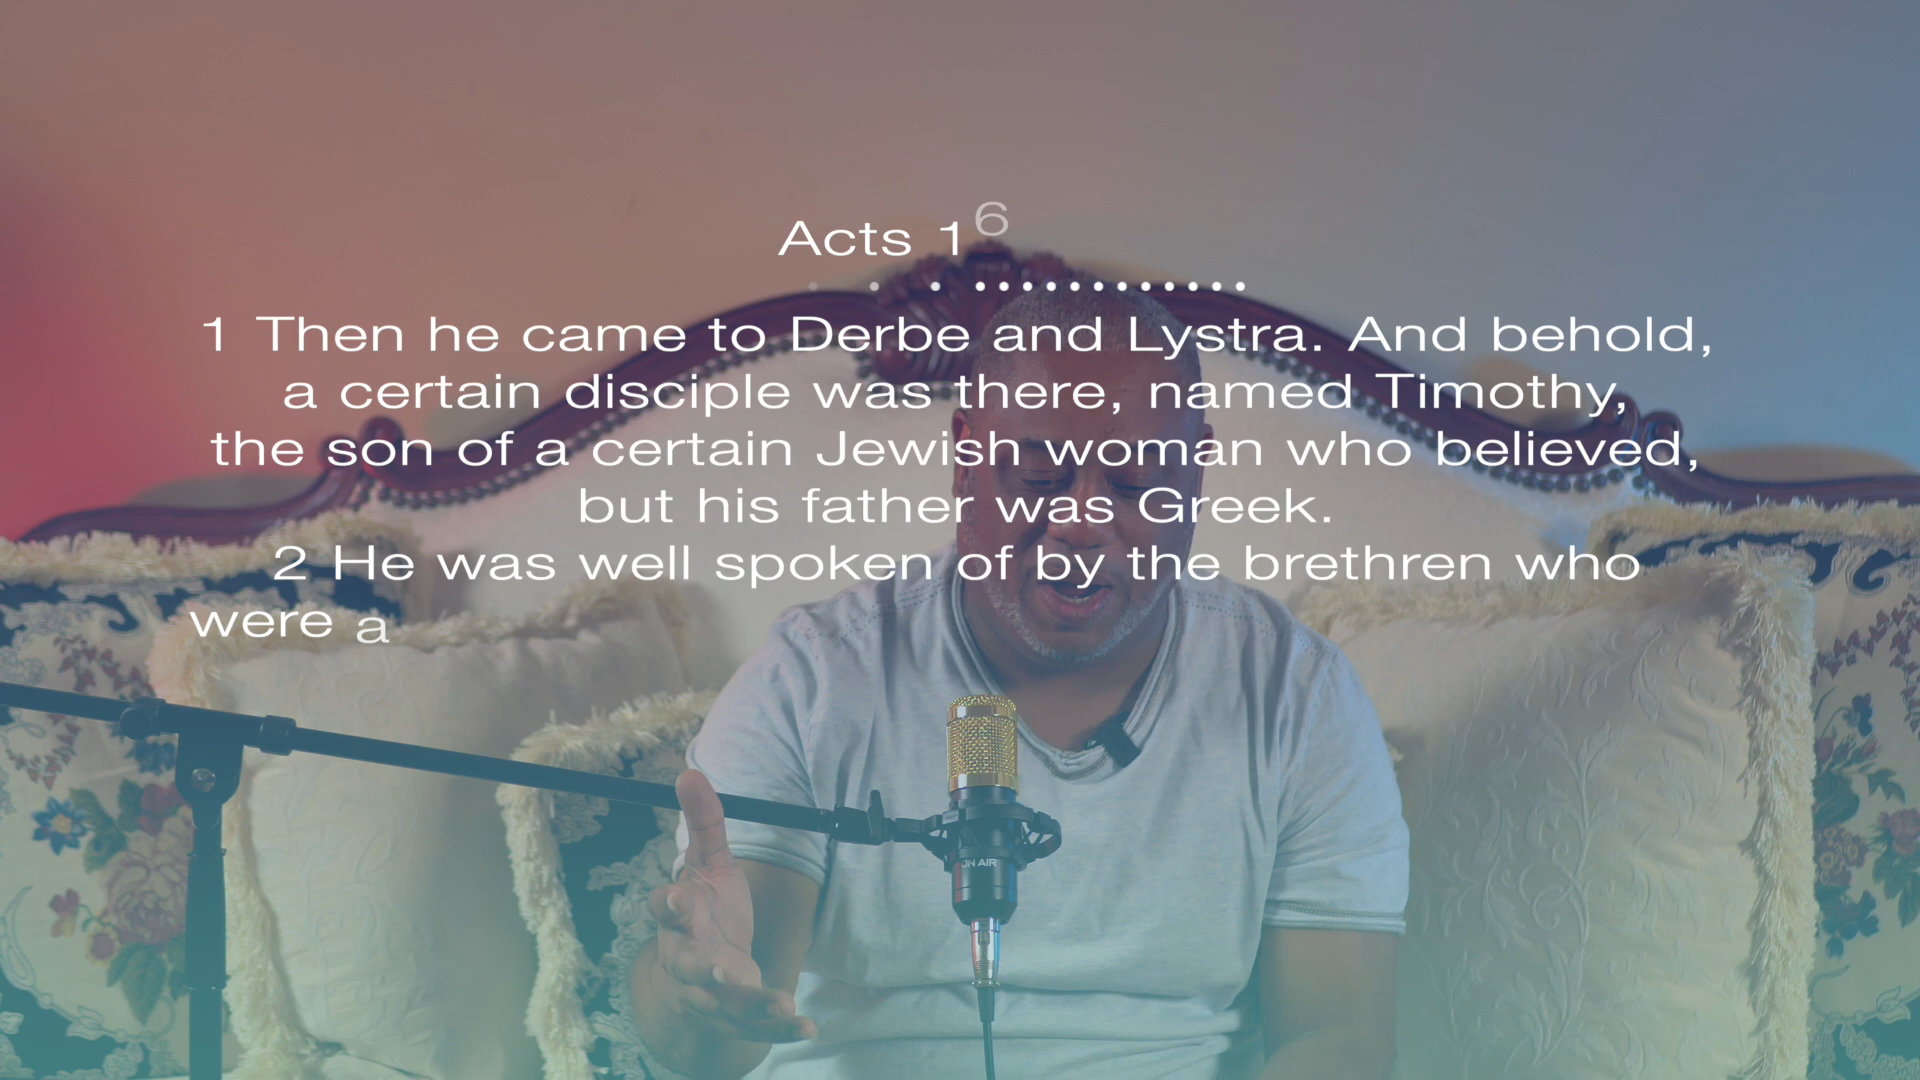 Acts 16
1 Then he came to Derbe and Lystra. And behold,
a certain disciple was there, named Timothy,
the son of a certain Jewish woman who believed,
but his father was Greek.
2 He was well spoken of by the brethren who
were a
ON AIR